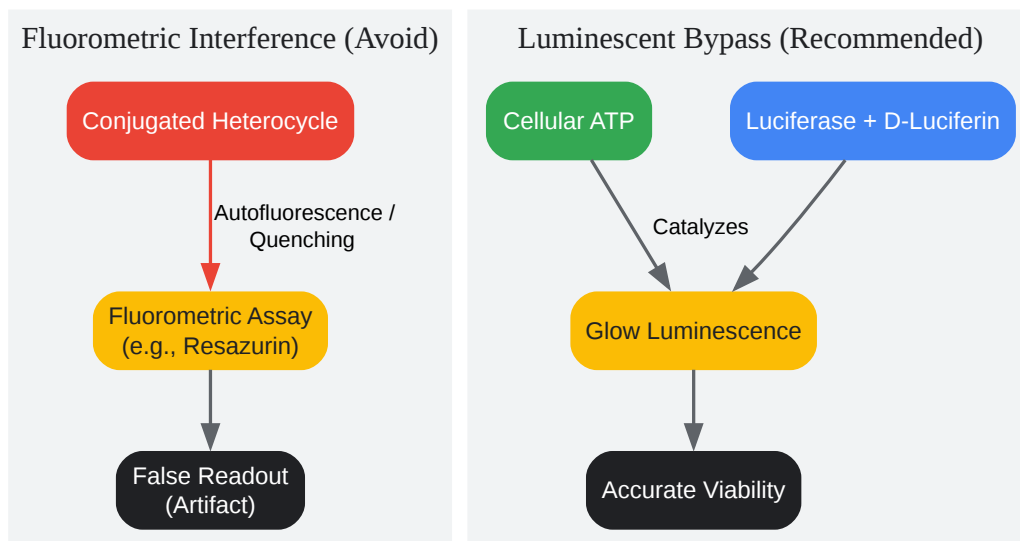 Fluorometric Interference (Avoid)
Conjugated Heterocycle
Autofluorescence /
Quenching
Fluorometric Assay
(e.g., Resazurin)
False Readout
(Artifact)
Luminescent Bypass (Recommended)
Cellular ATP
Luciferase + D-Luciferin
Catalyzes
Glow Luminescence
Accurate Viability